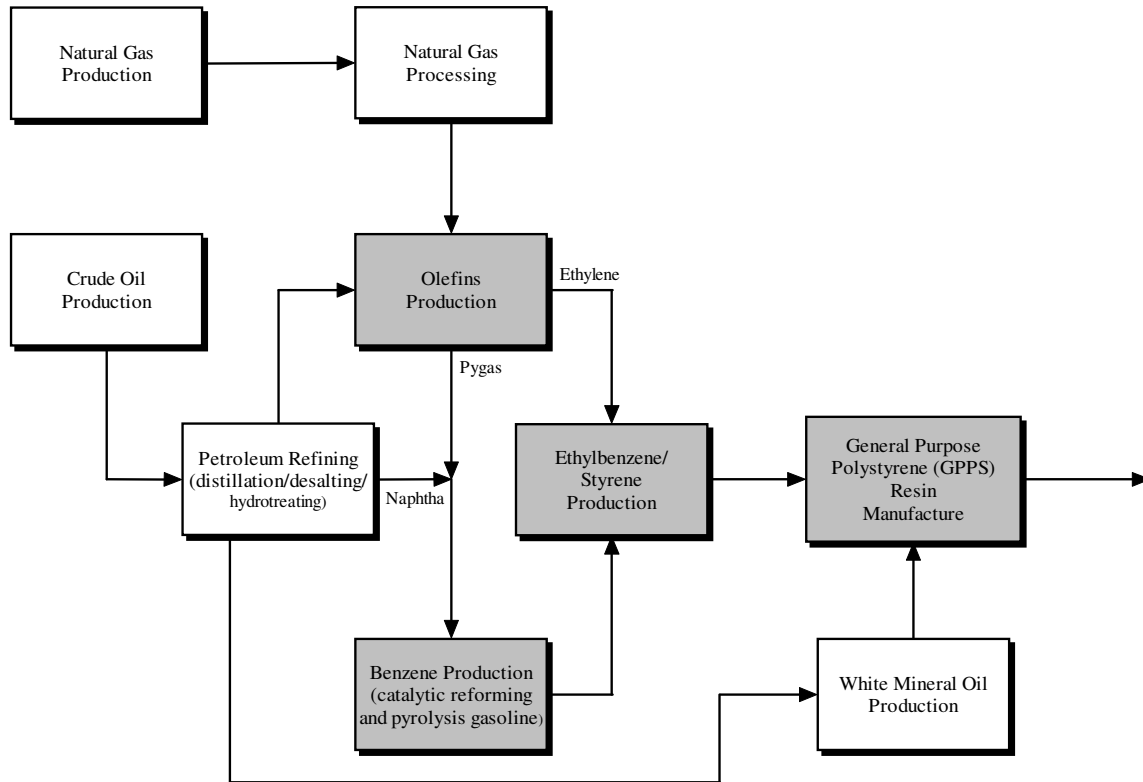 Natural Gas
Production
Natural Gas
Processing
Crude Oil
Production
Olefins
Production
Ethylene
Pygas
Petroleum Refining
(distillation/desalting/
hydrotreating)
Naphtha
Ethylbenzene/
Styrene
Production
General Purpose
Polystyrene (GPPS)
Resin
Manufacture
Benzene Production
(catalytic reforming
and pyrolysis gasoline)
White Mineral Oil
Production